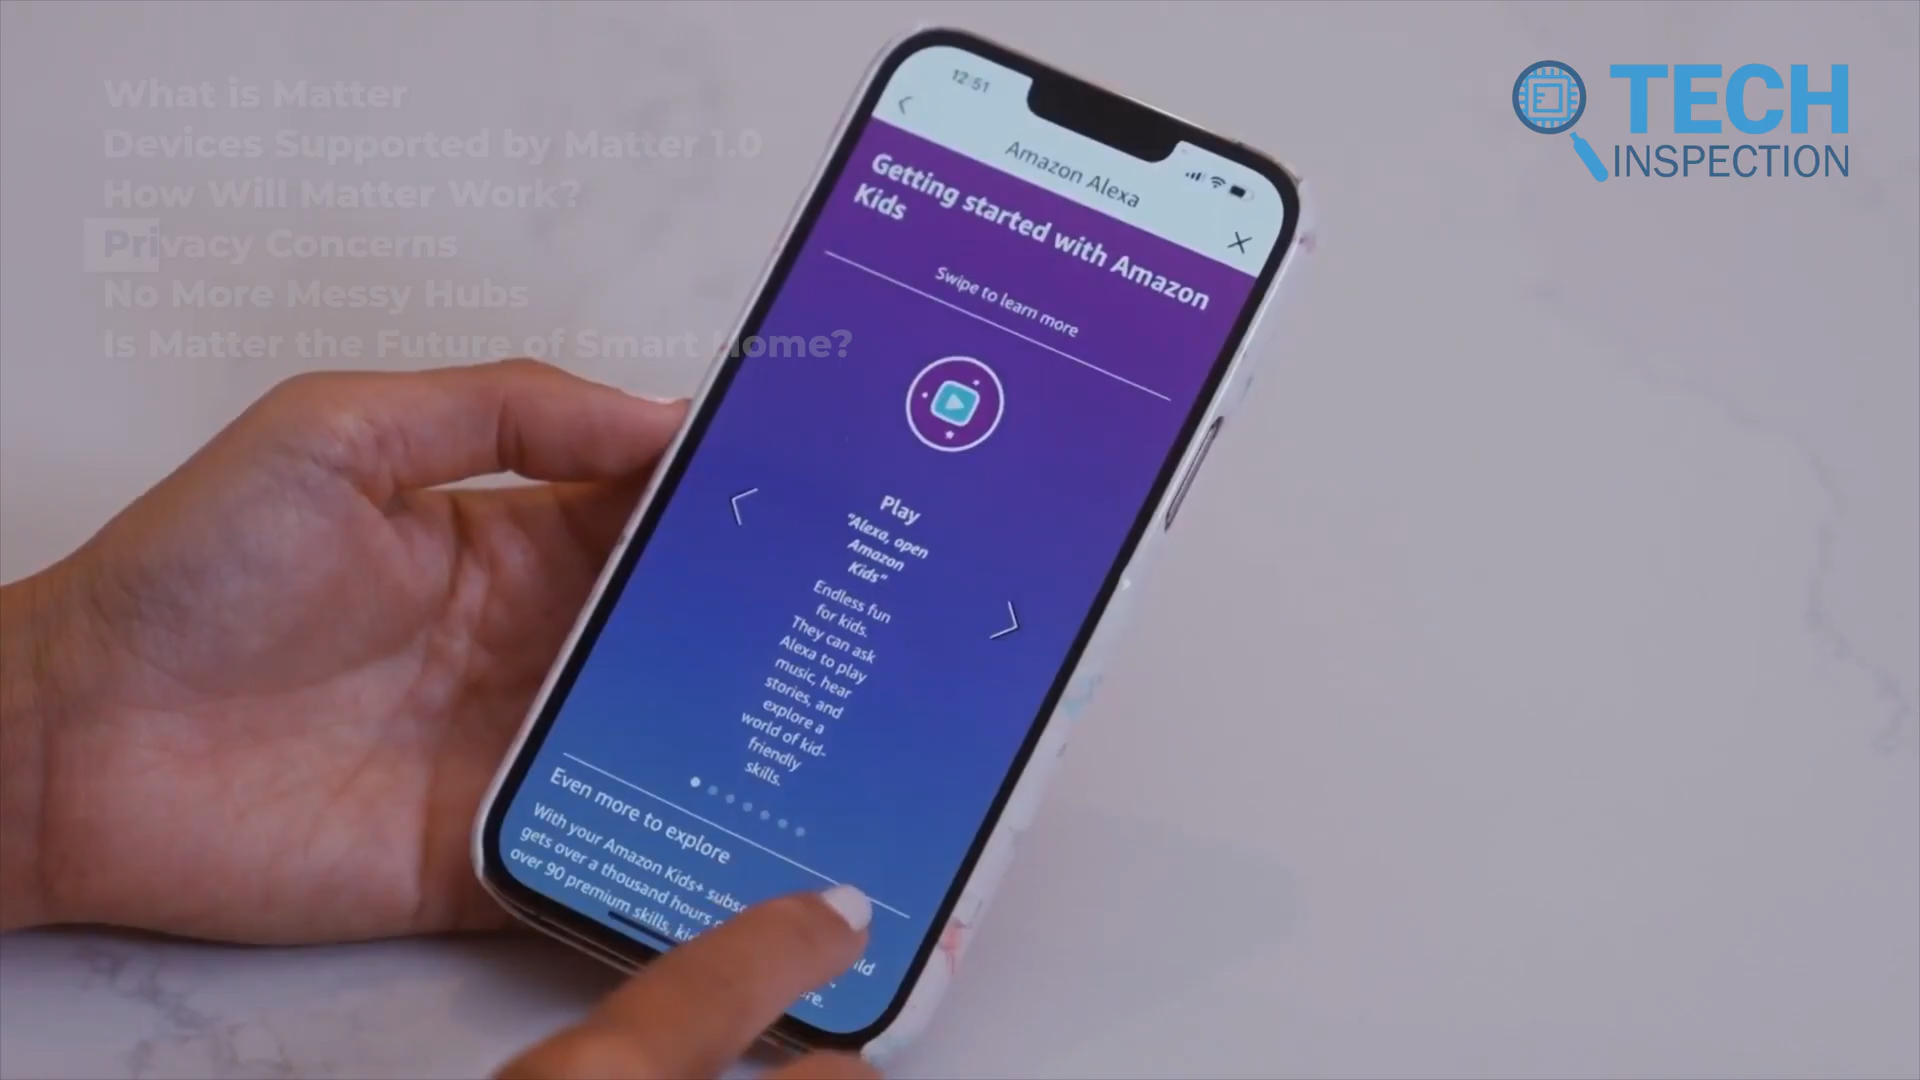 What is Matter
Devices Supported by Matter 1.0
How Will Matter Work?
Privacy Concerns
No More Messy Hubs
Is Matter the Future of Smart Home?
TECH
INSPECTION
12:51
Amazon Alexa
Getting started with Amazon
Kids
Swipe to learn more
Play
"Alexa, open
Amazon
Kids"
Endless fun
for kids.
They can ask
Alexa to play
music, hear
stories, and
explore a
world of kid-
friendly
skills.
Even more to explore
With your Amazon Kids+
gets over a thousand hours
over 90 premium skills,